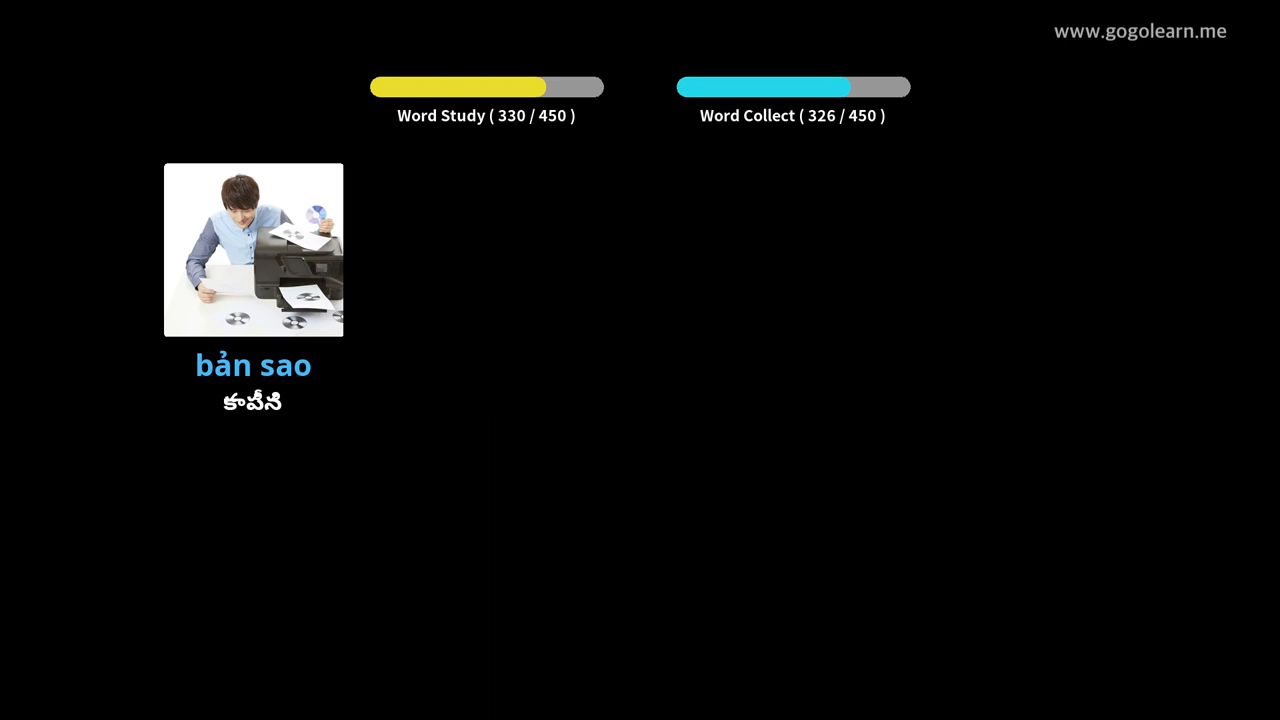 www.gogolearn.me
Word Study ( 330 / 450 )
Word Collect ( 326 / 450 )
bản sao
కాపీని